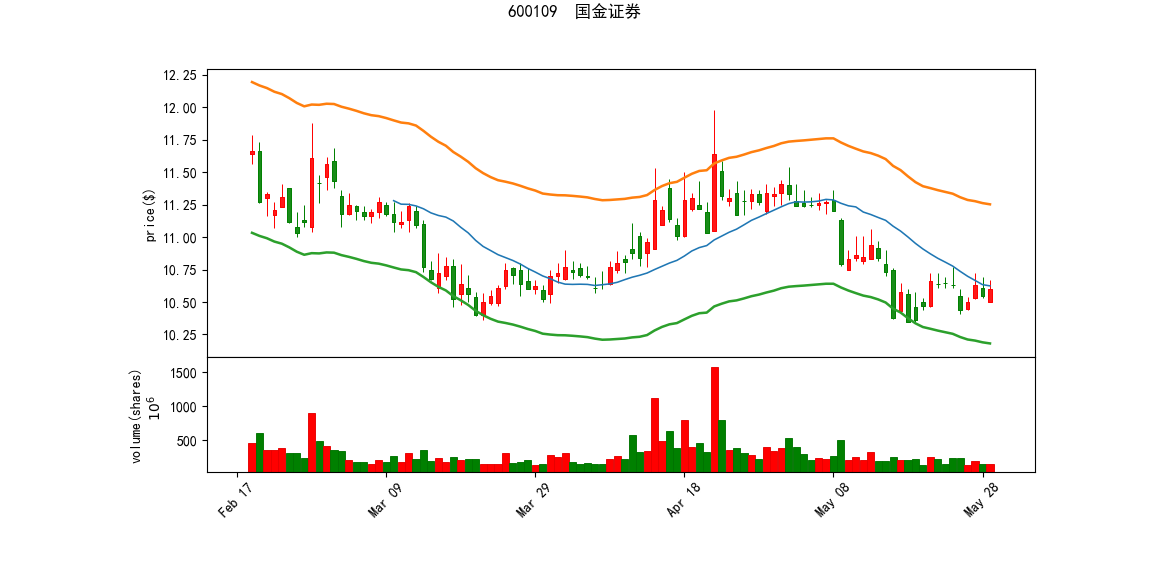 600109 国金证券
12.25
12.00
11.75
11.50
11.25
11.00
10.75
10.50
10.25
price($)
1500
1000
500
volume(shares)
10^6
Feb 17
Mar 09
Mar 29
Apr 18
May 08
May 28